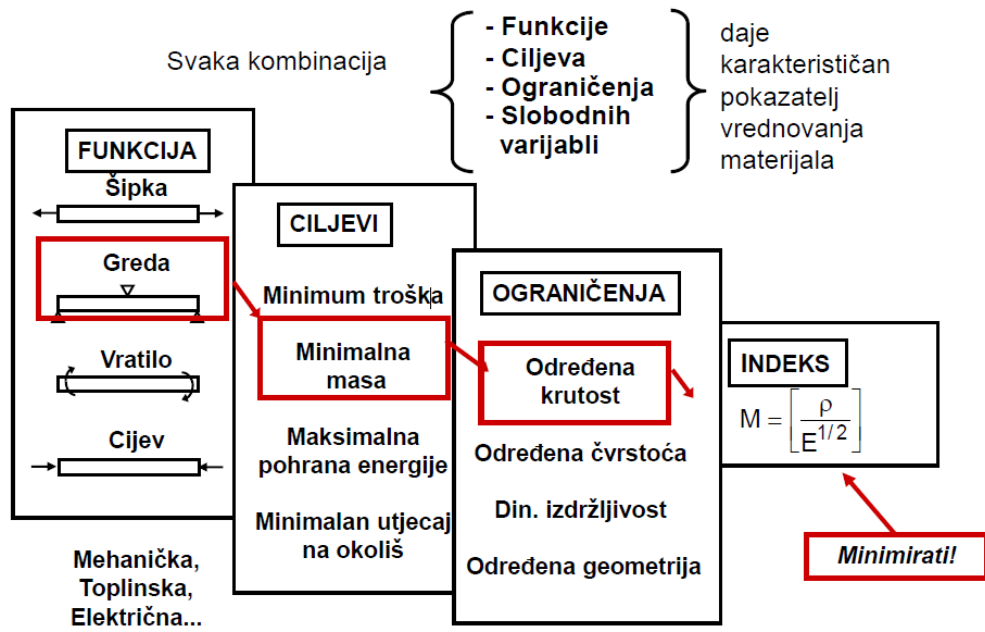 Svaka kombinacija
- Funkcije
- Ciljeva
- Ograničenja
- Slobodnih
varijabli
daje
karakterističan
pokazatelj
vrednovanja
materijala
FUNKCIJA
Šipka
Greda
Vratilo
Cijev
Mehanička,
Toplinska,
Električna...
CILJEVI
Minimum troška
Minimalna
masa
Maksimalna
pohrana energije
Minimalan utjecaj
na okoliš
OGRANIČENJA
Određena
krutost
Određena čvrstoća
Din. izdržljivost
Određena geometrija
INDEKS
M = [ρ / E^1/2]
Minimirati!